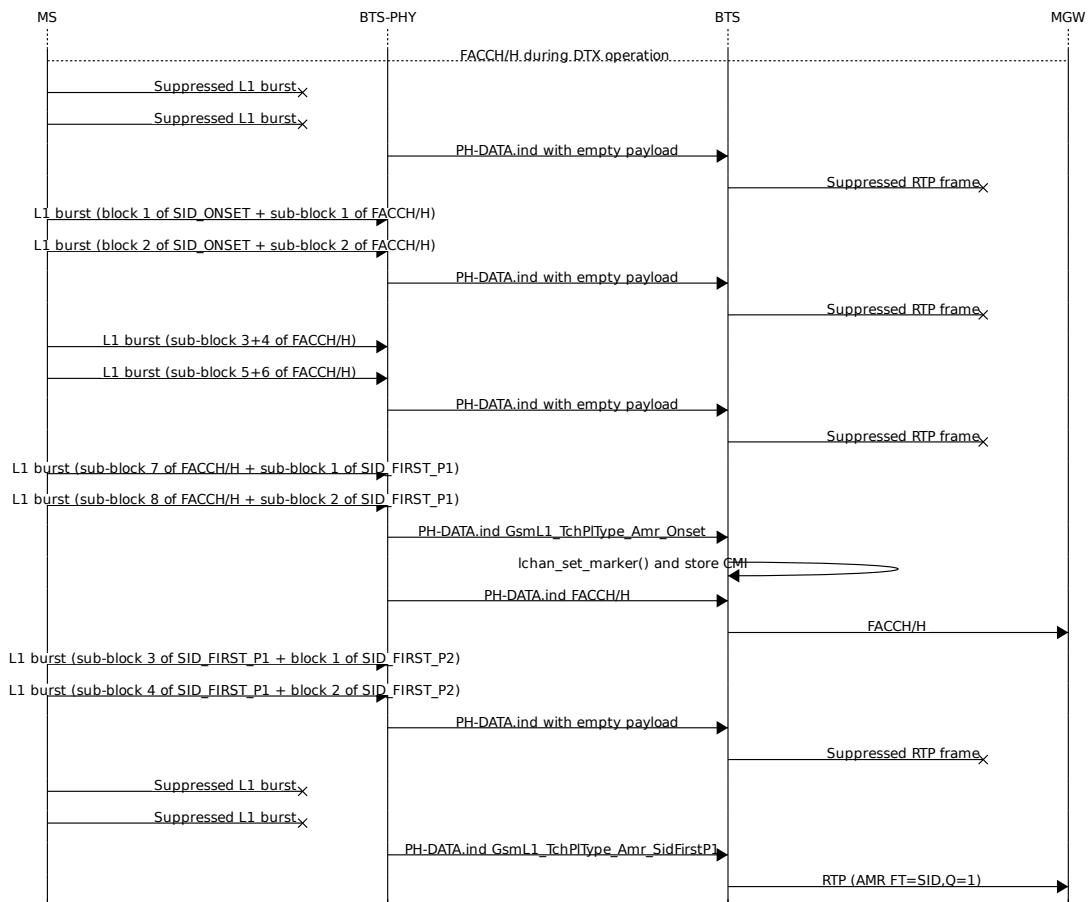 MS BTS-PHY BTS MGW
FACCH/H during DTX operation
Suppressed L1 burst
Suppressed L1 burst
PH-DATA.ind with empty payload
Suppressed RTP frame
L1 burst (block 1 of SID_ONSET + sub-block 1 of FACCH/H)
L1 burst (block 2 of SID_ONSET + sub-block 2 of FACCH/H)
PH-DATA.ind with empty payload
Suppressed RTP frame
L1 burst (sub-block 3+4 of FACCH/H)
L1 burst (sub-block 5+6 of FACCH/H)
PH-DATA.ind with empty payload
Suppressed RTP frame
L1 burst (sub-block 7 of FACCH/H + sub-block 1 of SID_FIRST_P1)
L1 burst (sub-block 8 of FACCH/H + sub-block 2 of SID_FIRST_P1)
PH-DATA.ind GsmL1_TchPlType_Amr_Onset
lchan_set_marker() and store CMI
PH-DATA.ind FACCH/H
FACCH/H
L1 burst (sub-block 3 of SID_FIRST_P1 + block 1 of SID_FIRST_P2)
L1 burst (sub-block 4 of SID_FIRST_P1 + block 2 of SID_FIRST_P2)
PH-DATA.ind with empty payload
Suppressed RTP frame
Suppressed L1 burst
Suppressed L1 burst
PH-DATA.ind GsmL1_TchPlType_Amr_SidFirstP1
RTP (AMR FT=SID,Q=1)